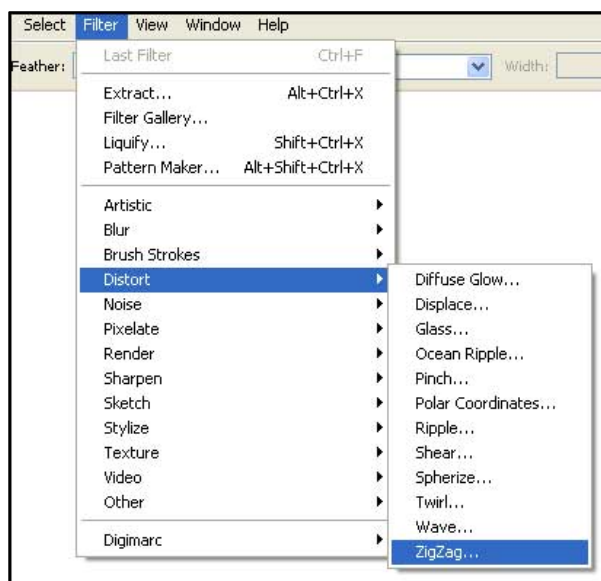 Select Filter View Window Help
Feather: Width:
Last Filter Ctrl+F
Extract... Alt+Ctrl+X
Filter Gallery...
Liquify... Shift+Ctrl+X
Pattern Maker... Alt+Shift+Ctrl+X
Artistic
Blur
Brush Strokes
Distort
Noise
Pixelate
Render
Sharpen
Sketch
Stylize
Texture
Video
Other
Digimarc
Diffuse Glow...
Displace...
Glass...
Ocean Ripple...
Pinch...
Polar Coordinates...
Ripple...
Shear...
Spherize...
Twirl...
Wave...
ZigZag...